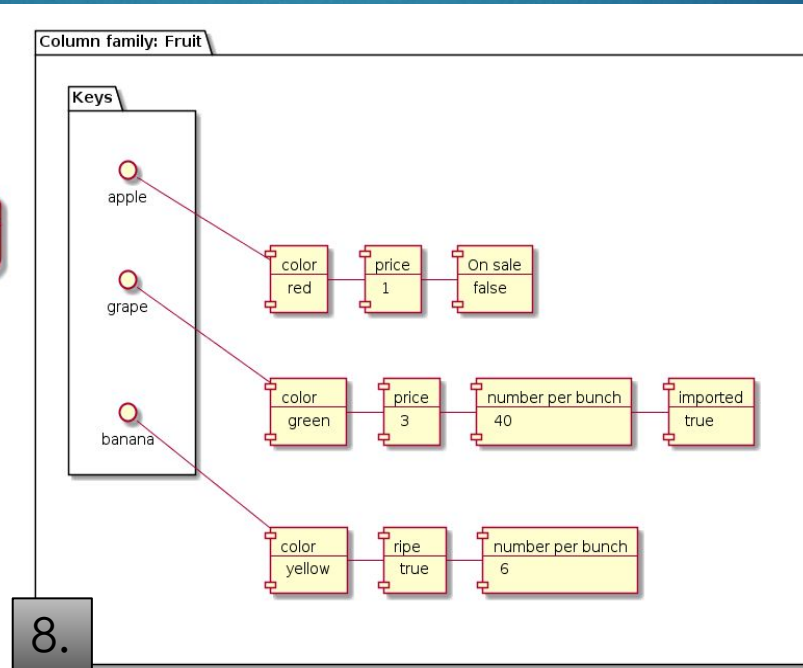 Column family: Fruit
Keys
apple
color price On sale
red 1 false
grape
color price number per bunch imported
green 3 40 true
banana
color ripe number per bunch
yellow true 6
8.